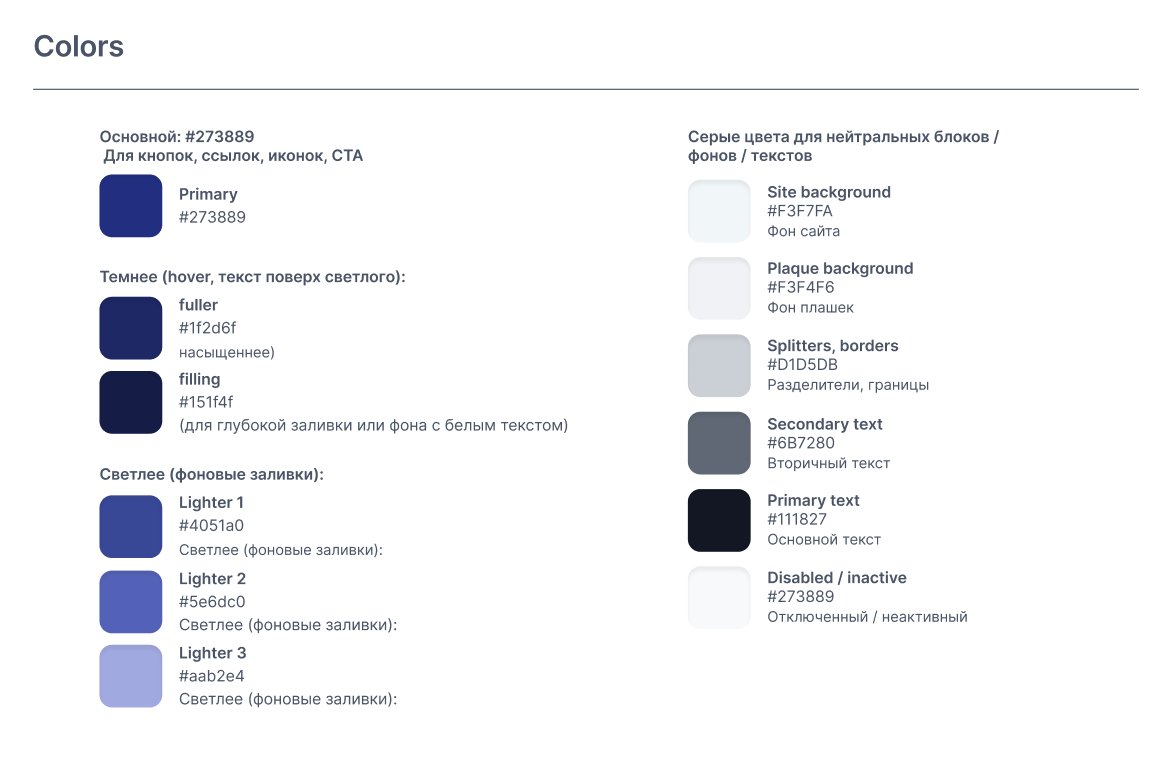 Colors
Основной: #273889
Для кнопок, ссылок, иконок, CTA
Primary
#273889
Темнее (hover, текст поверх светлого):
fuller
#1f2d6f
насыщеннее)
filling
#151f4f
(для глубокой заливки или фона с белым текстом)
Светлее (фоновые заливки):
Lighter 1
#4051a0
Светлее (фоновые заливки):
Lighter 2
#5e6dc0
Светлее (фоновые заливки):
Lighter 3
#aab2e4
Светлее (фоновые заливки):
Серые цвета для нейтральных блоков /
фонов / текстов
Site background
#F3F7FA
Фон сайта
Plaque background
#F3F4F6
Фон плашек
Splitters, borders
#D1D5DB
Разделители, границы
Secondary text
#6B7280
Вторичный текст
Primary text
#111827
Основной текст
Disabled / inactive
#273889
Отключенный / неактивный